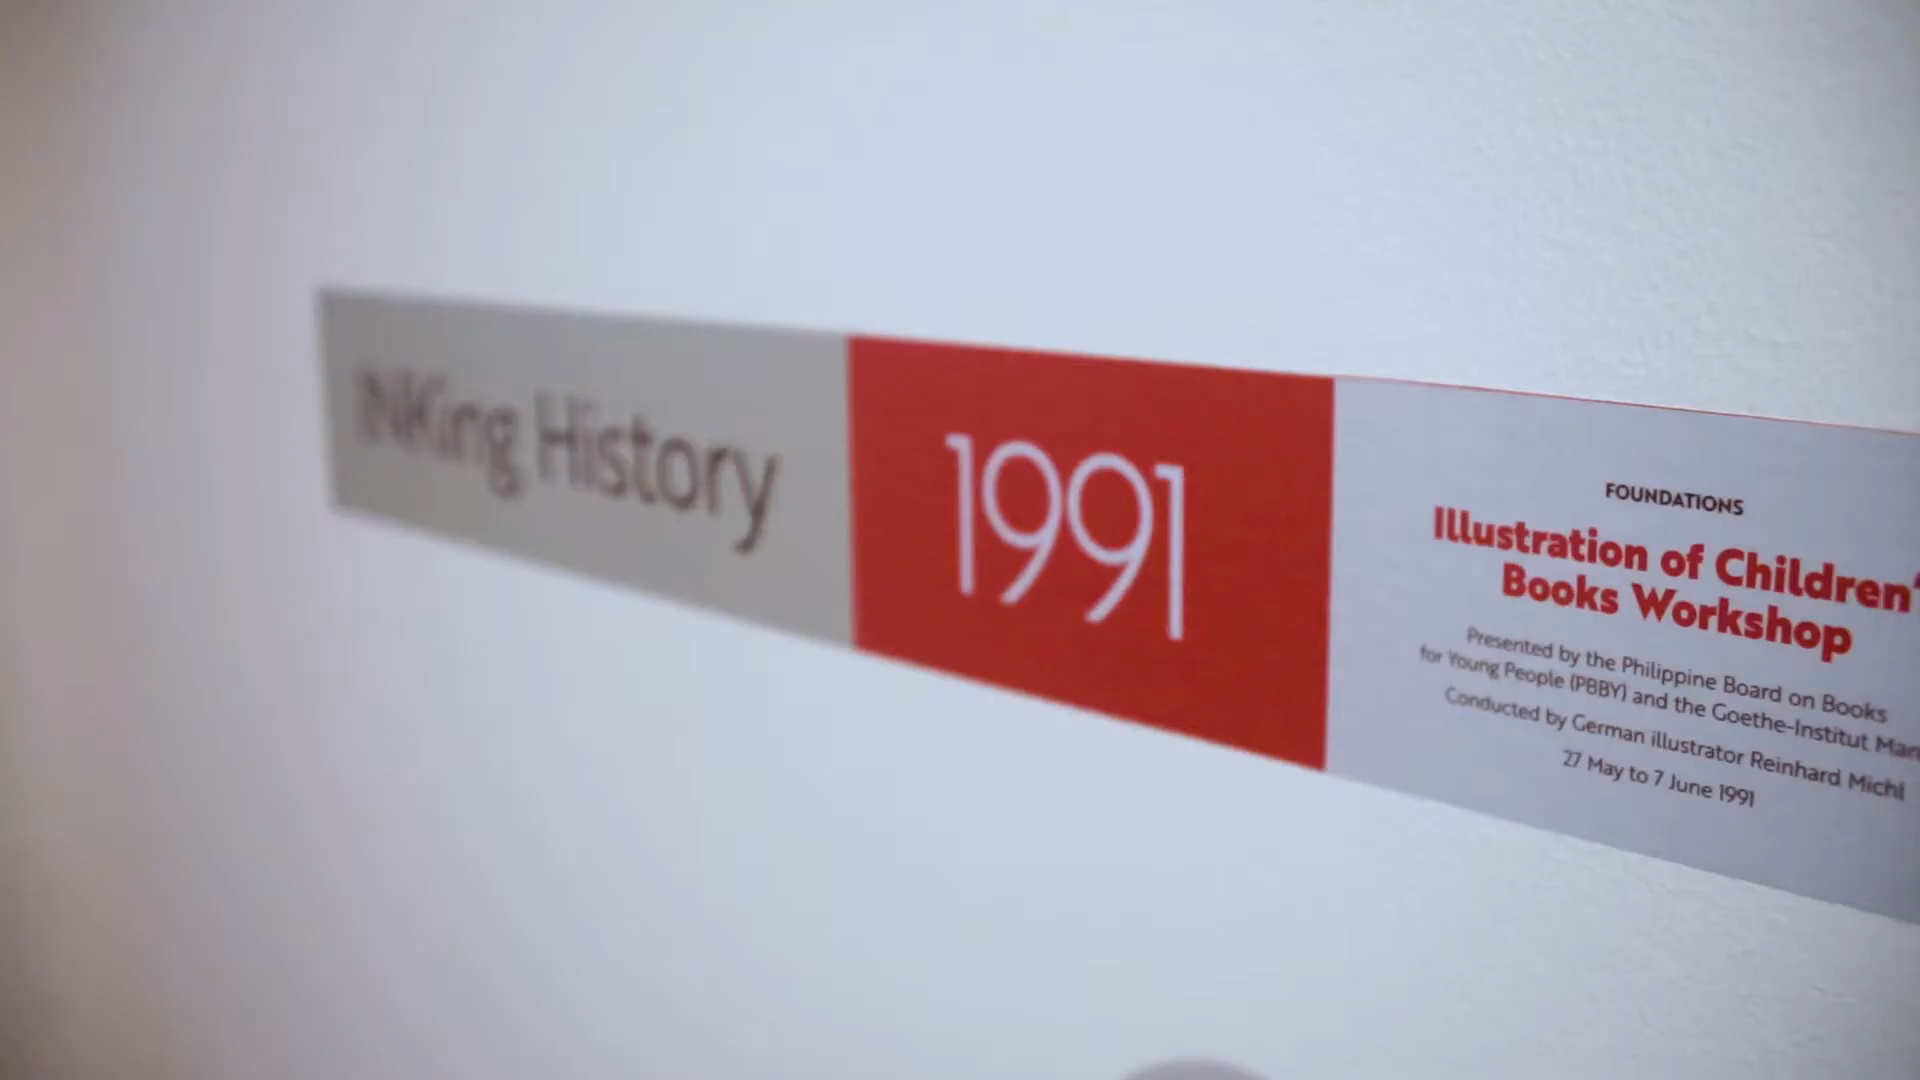 INKing History
1991
FOUNDATIONS
Illustration of Children'
Books Workshop
Presented by the Philippine Board on Books
for Young People (PBBY) and the Goethe-Institut
Conducted by German illustrator Reinhard Michl
27 May to 7 June 1991